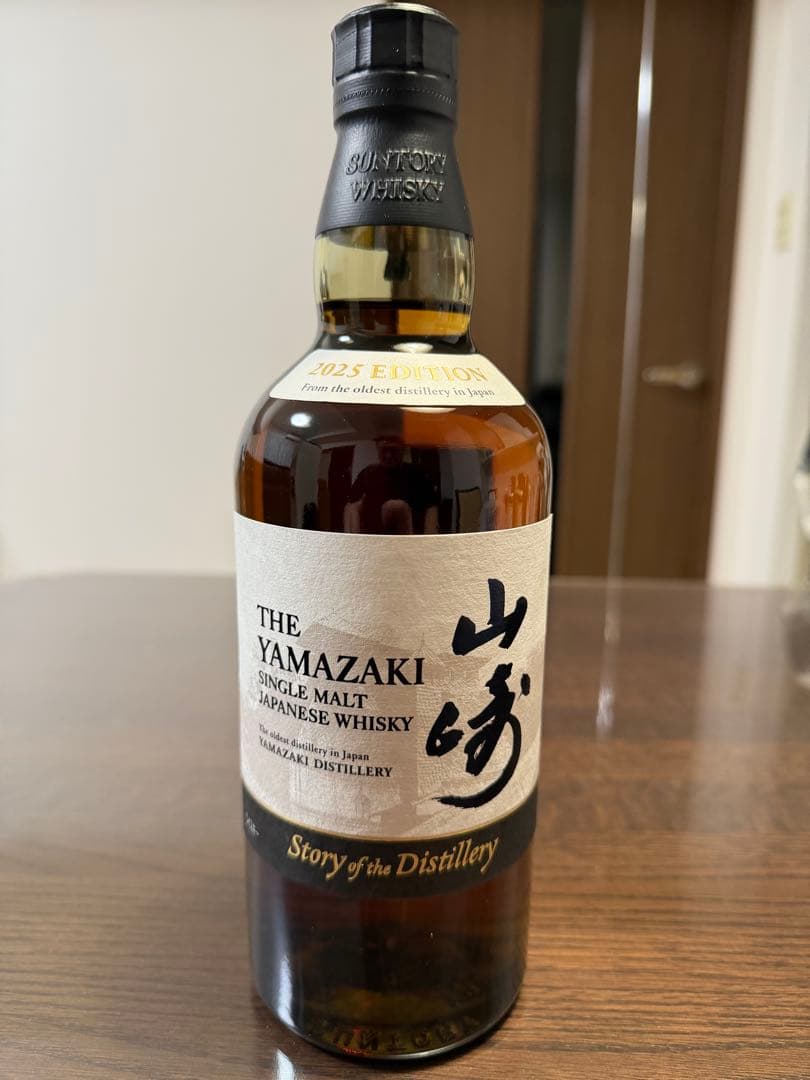 SUNTORY
WHISKY
2025 EDITION
From the oldest distillery in Japan
THE
YAMAZAKI
SINGLE MALT
JAPANESE WHISKY
The oldest distillery in Japan
YAMAZAKI DISTILLERY
山崎
Story of the Distillery